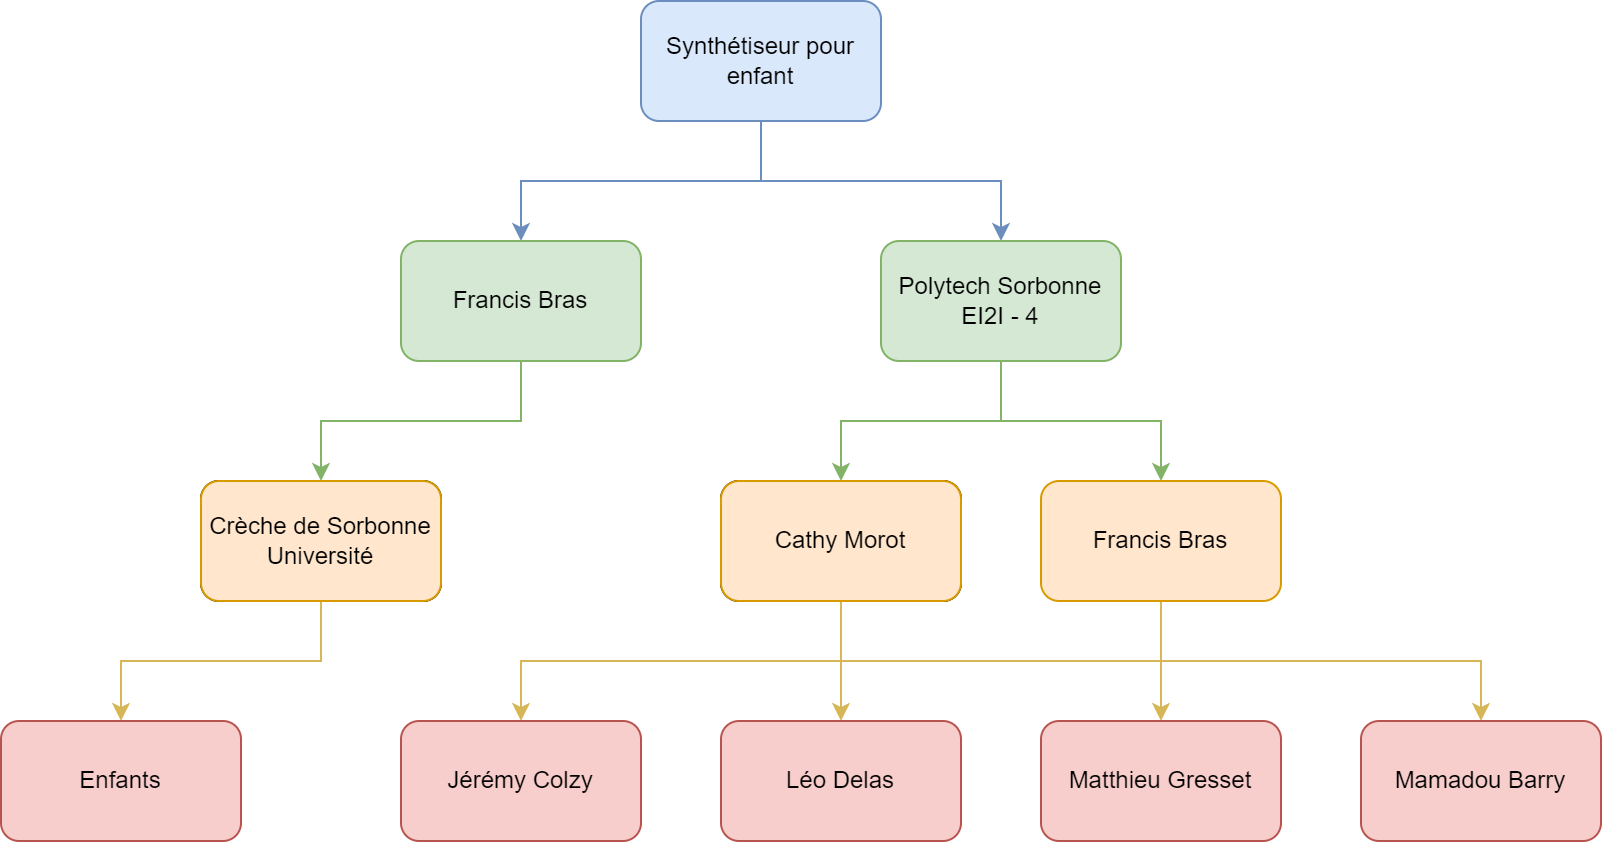 Synthétiseur pour
enfant
Francis Bras
Polytech Sorbonne
EI2I - 4
Crèche de Sorbonne
Université
Cathy Morot
Francis Bras
Enfants
Jérémy Colzy
Léo Delas
Matthieu Gresset
Mamadou Barry